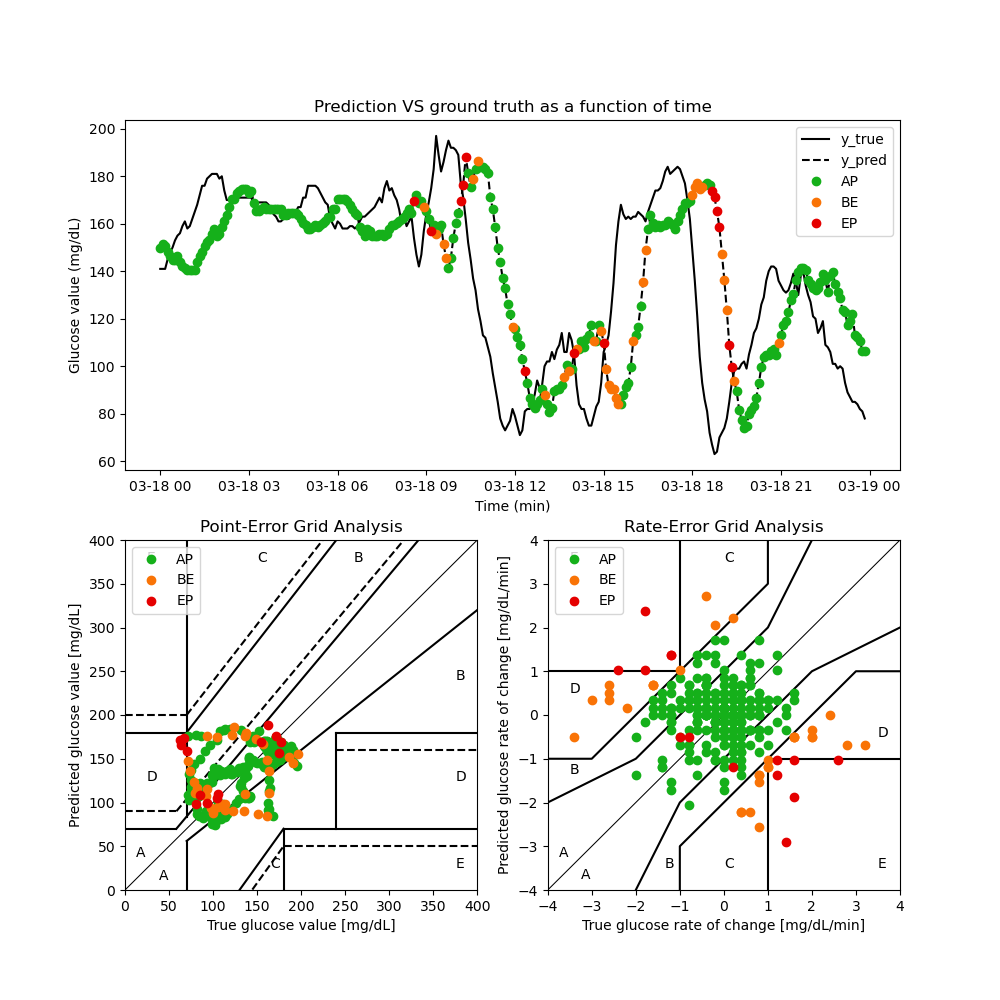 Prediction VS ground truth as a function of time
200
180
160
140
120
100
80
60
Glucose value (mg/dL)
y_true
y_pred
AP
BE
EP
03-18 00 03-18 03 03-18 06 03-18 09 03-18 12 03-18 15 03-18 18 03-18 21 03-19 00
Time (min)
Point-Error Grid Analysis
400
350
300
250
200
150
100
50
0
Predicted glucose value [mg/dL]
AP
BE
EP
C
B
B
D
D
A
A
C
E
0 50 100 150 200 250 300 350 400
True glucose value [mg/dL]
Rate-Error Grid Analysis
4
3
2
1
0
−1
−2
−3
−4
Predicted glucose rate of change [mg/dL/min]
AP
BE
EP
C
D
D
B
A
A
B
C
E
−4 −3 −2 −1 0 1 2 3 4
True glucose rate of change [mg/dL/min]